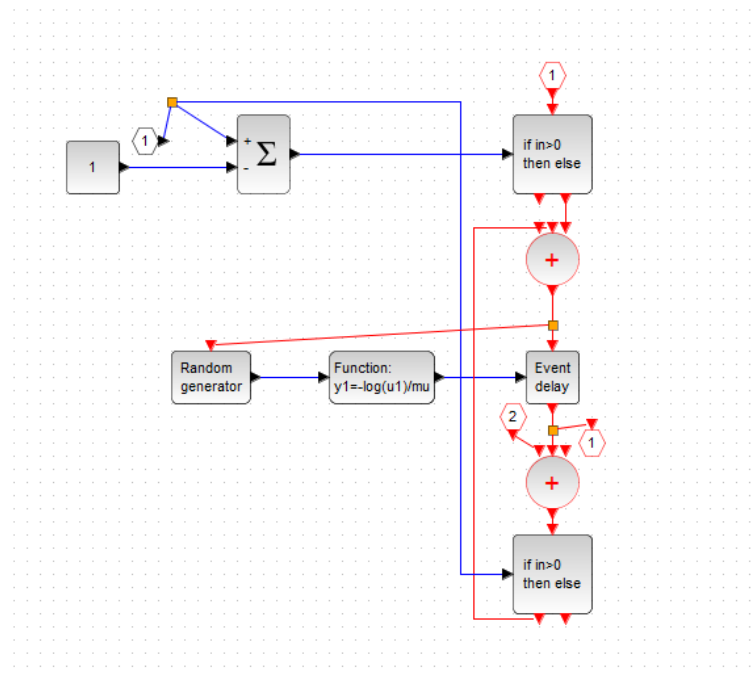 1
if in>0
then else
1
+
-
Σ
1
+
Random
generator
Function:
y1=-log(u1)/mu
Event
delay
2
1
+
if in>0
then else